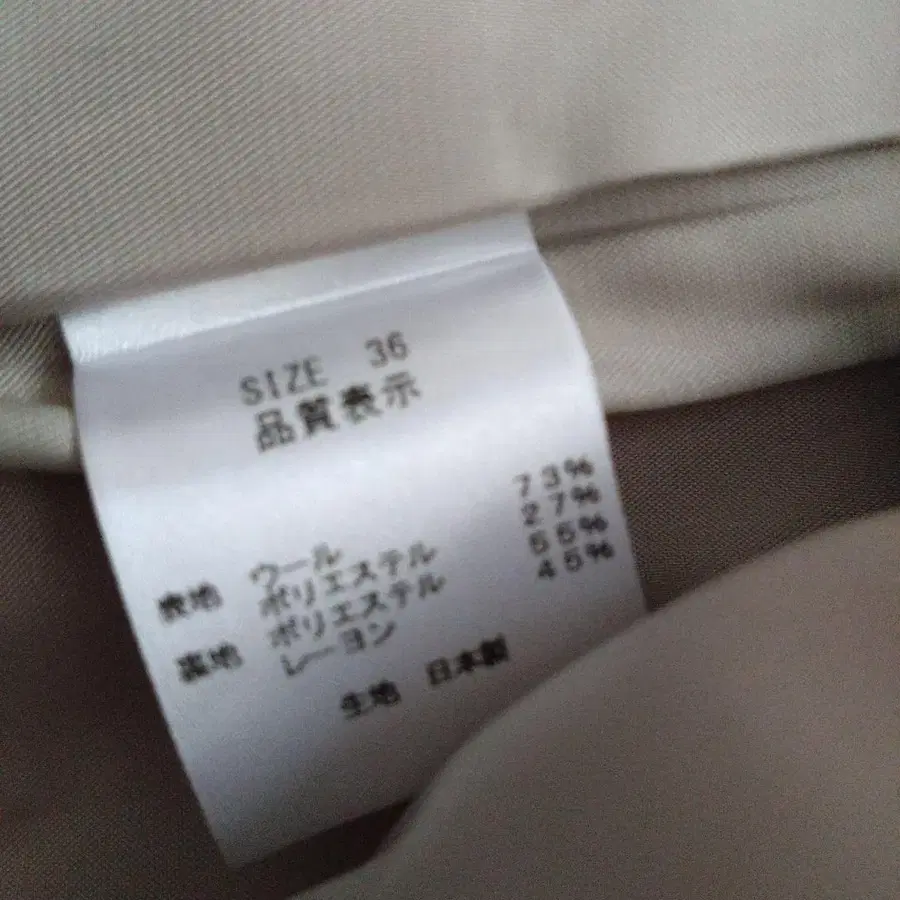 SIZE 36
品質表示
表地 ウール 73%
ポリエステル 27%
裏地 ポリエステル 55%
レーヨン 45%
生地 日本製